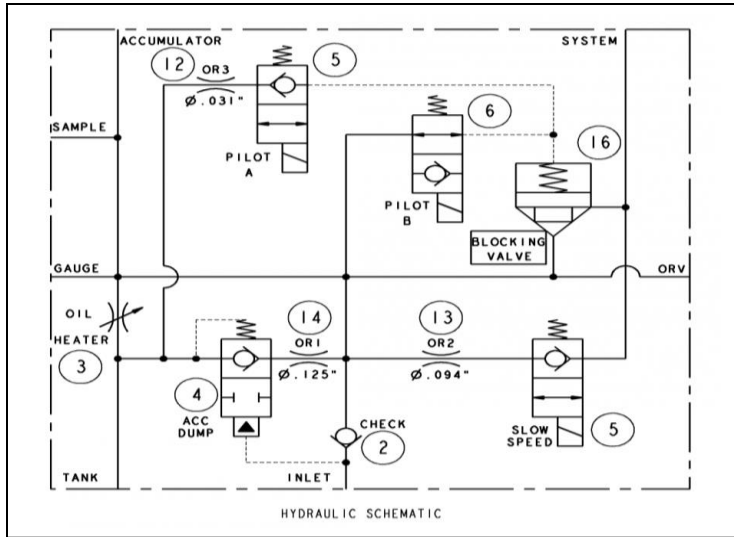 ACCUMULATOR
SYSTEM
12
OR3
5
Ø.031"
6
SAMPLE
PILOT
A
16
PILOT
B
BLOCKING
VALVE
GAUGE
ORV
OIL
HEATER
3
14
OR1
Ø.125"
13
OR2
Ø.094"
4
ACC
DUMP
CHECK
2
SLOW
SPEED
5
TANK
INLET
HYDRAULIC SCHEMATIC